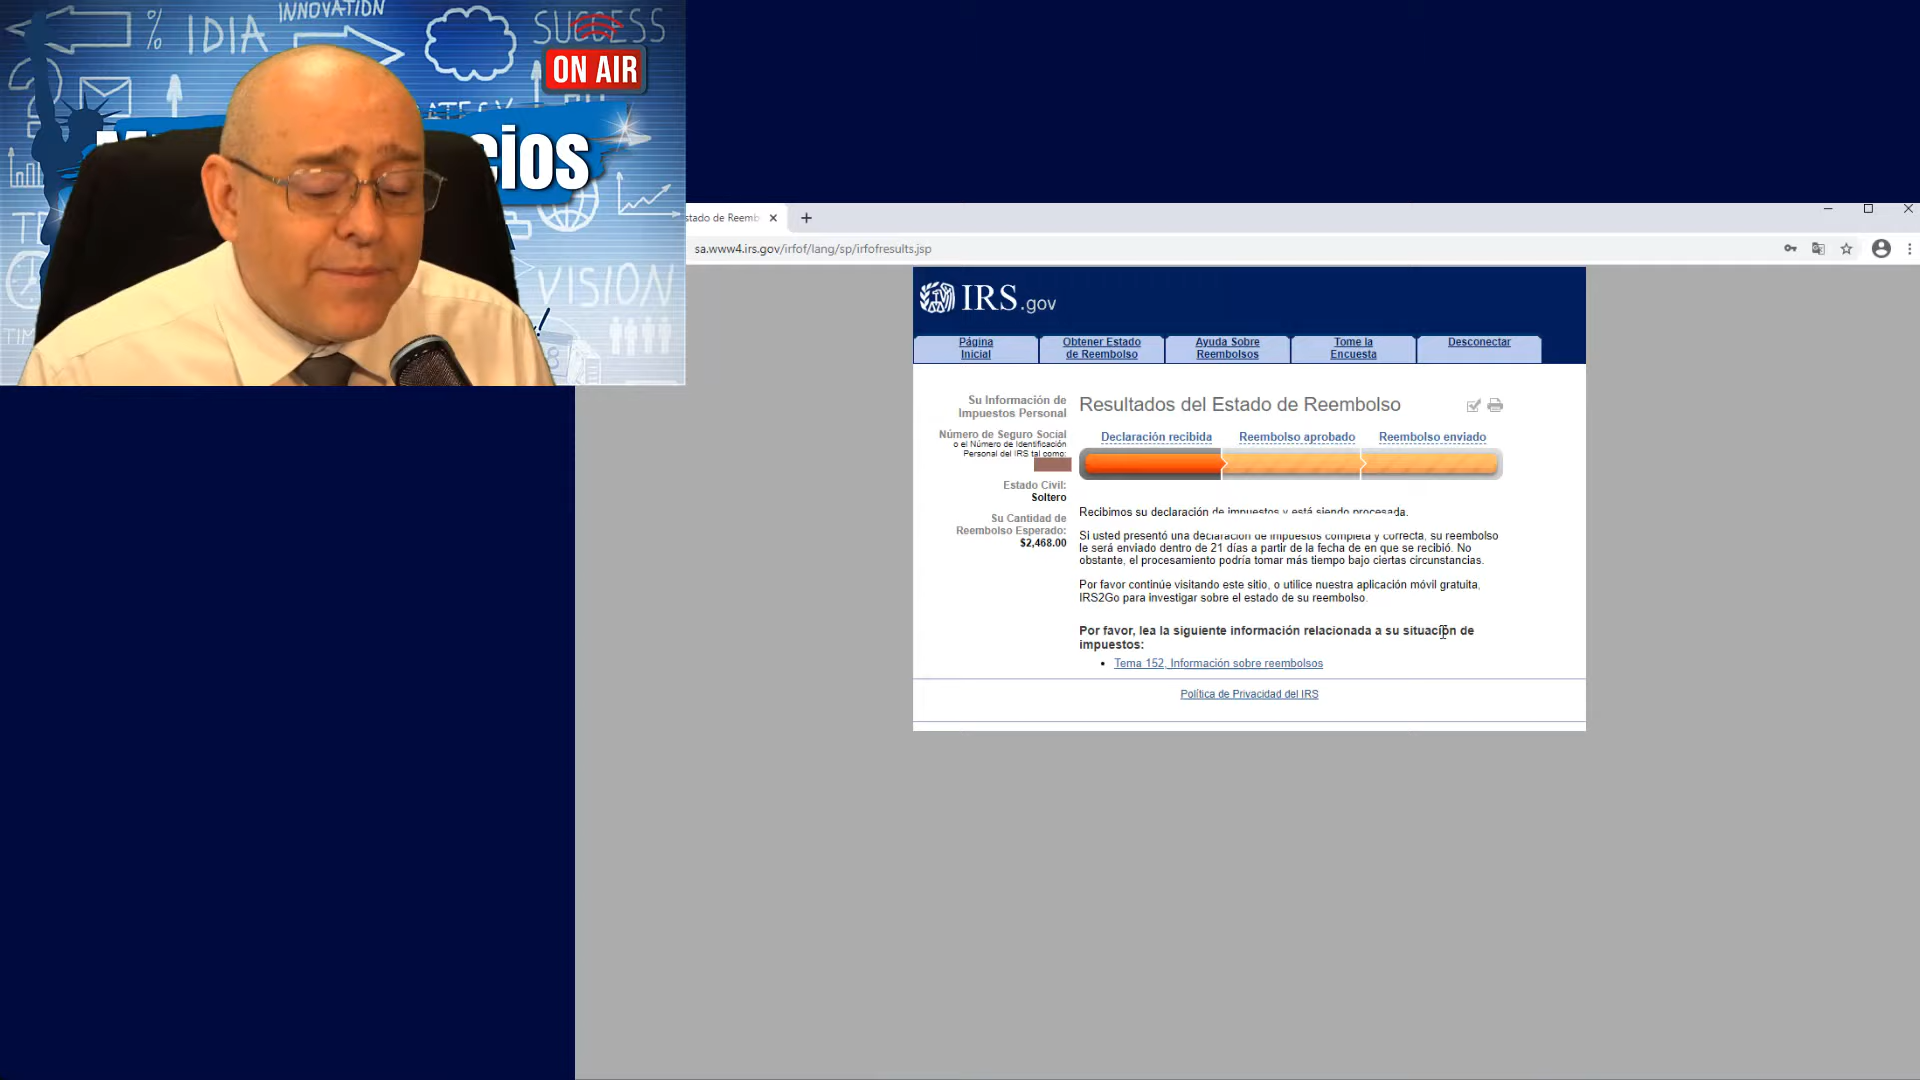 INNOVATION
% IDIA
SUCCESS
ON AIR
cios
VISION
stado de Reemb
sa.www4.irs.gov/irfof/lang/sp/irfofresults.jsp
IRS.gov
Página
Inicial
Obtener Estado
de Reembolso
Ayuda Sobre
Reembolsos
Tome la
Encuesta
Desconectar
Su Información de
Impuestos Personal
Número de Seguro Social
o el Número de Identificación
Personal del IRS tal como:
Estado Civil:
Soltero
Su Cantidad de
Reembolso Esperado:
$2,468.00
Resultados del Estado de Reembolso
Declaración recibida
Reembolso aprobado
Reembolso enviado
Recibimos su declaración de impuestos y está siendo procesada.
Si usted presentó una declaración de impuestos completa y correcta, su reembolso
le será enviado dentro de 21 días a partir de la fecha de en que se recibió. No
obstante, el procesamiento podría tomar más tiempo bajo ciertas circunstancias.
Por favor continúe visitando este sitio, o utilice nuestra aplicación móvil gratuita,
IRS2Go para investigar sobre el estado de su reembolso.
Por favor, lea la siguiente información relacionada a su situación de
impuestos:
• Tema 152, Información sobre reembolsos
Política de Privacidad del IRS